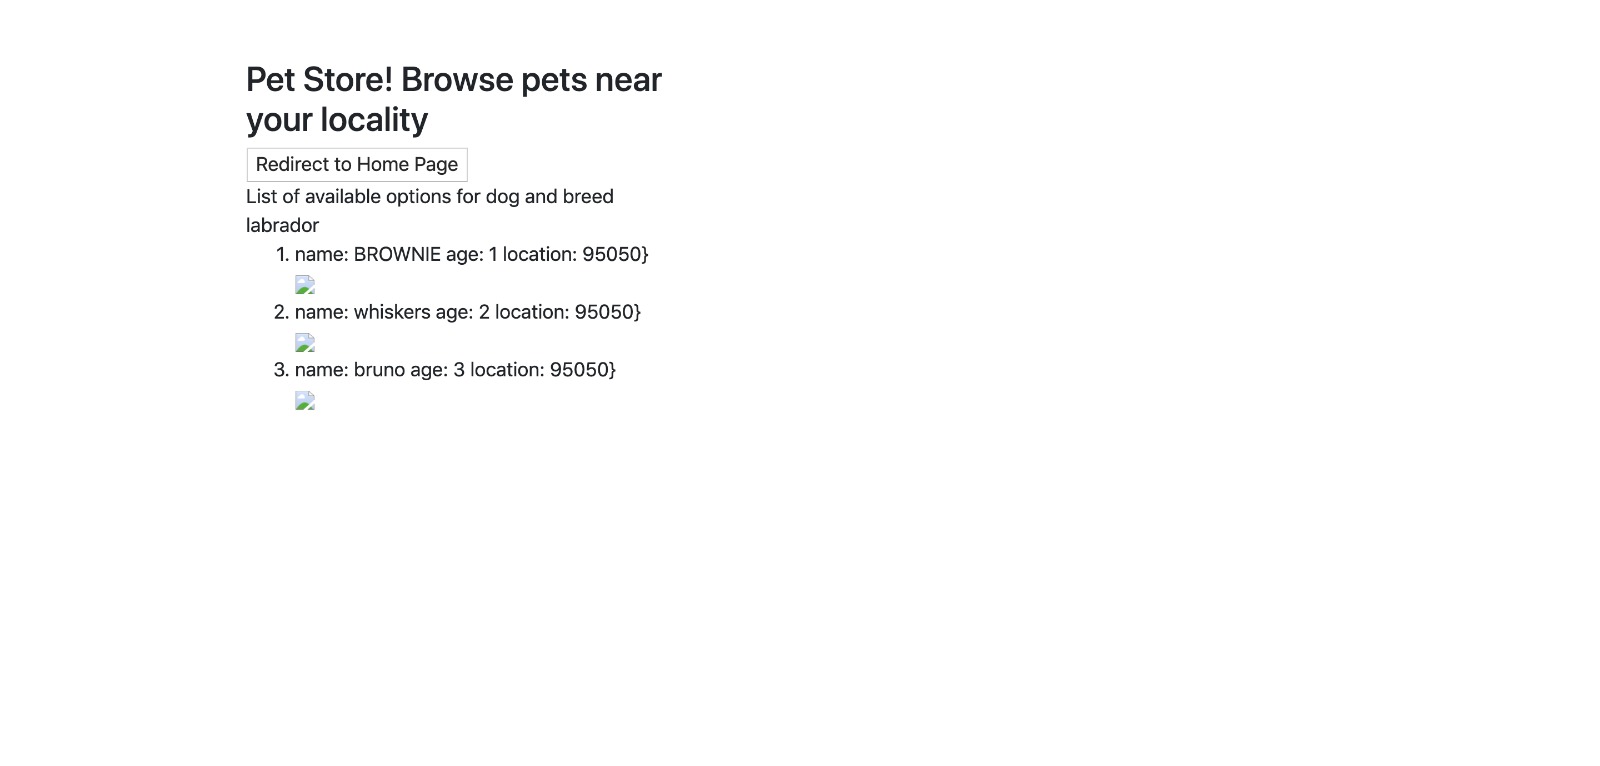 Pet Store! Browse pets near
your locality
Redirect to Home Page
List of available options for dog and breed
labrador
1. name: BROWNIE age: 1 location: 95050}
2. name: whiskers age: 2 location: 95050}
3. name: bruno age: 3 location: 95050}